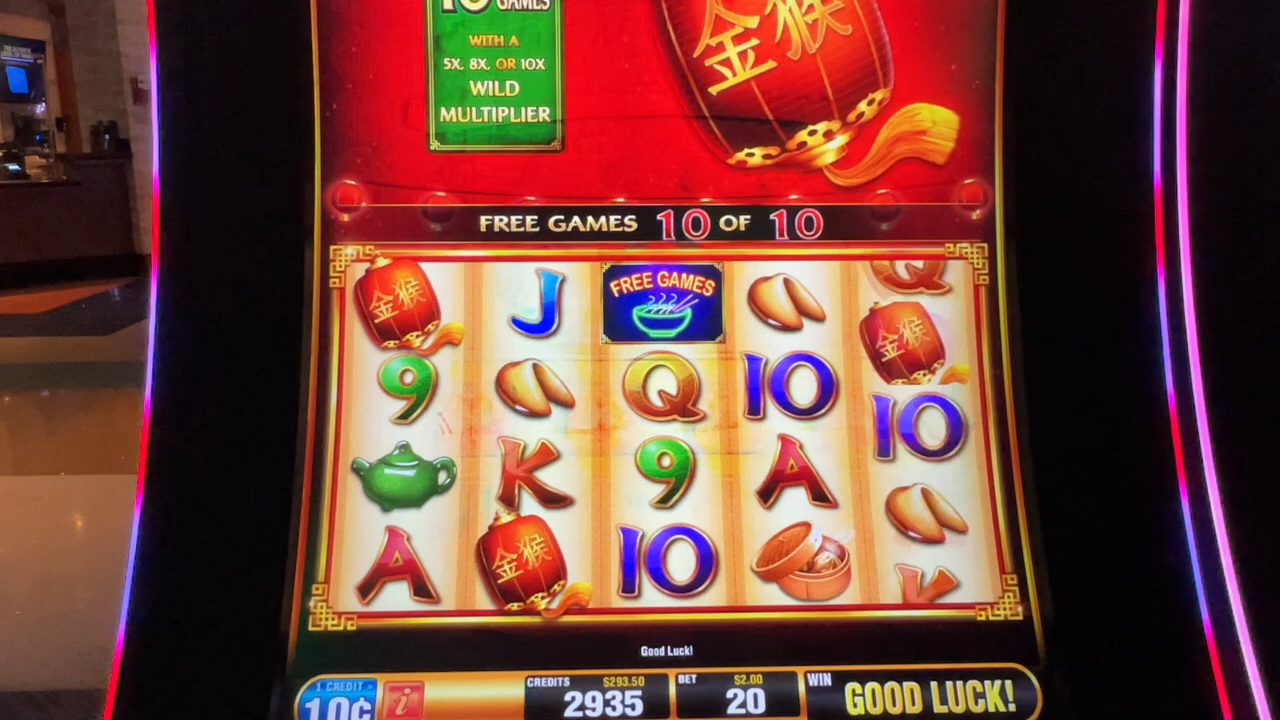 GAMES
WITH A
5X, 8X, OR 10X
WILD
MULTIPLIER
金猴
FREE GAMES 10 OF 10
金猴
J
FREE GAMES
Q
金猴
9
Q
10
10
K
9
A
A
金猴
10
K
Good Luck!
1 CREDIT =
10¢
i
CREDITS $293.50
2935
BET $2.00
20
WIN
GOOD LUCK!